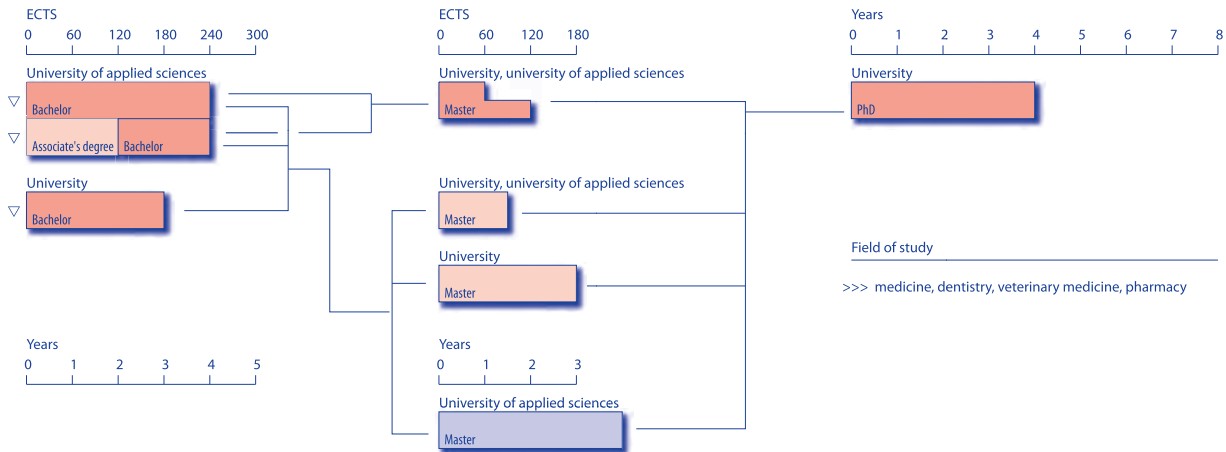 ECTS
0 60 120 180 240 300
University of applied sciences
Bachelor
Associate's degree Bachelor
University
Bachelor
Years
0 1 2 3 4 5
ECTS
0 60 120 180
University, university of applied sciences
Master
University, university of applied sciences
Master
University
Master
Years
0 1 2 3
University of applied sciences
Master
Years
0 1 2 3 4 5 6 7 8
University
PhD
Field of study
>>> medicine, dentistry, veterinary medicine, pharmacy